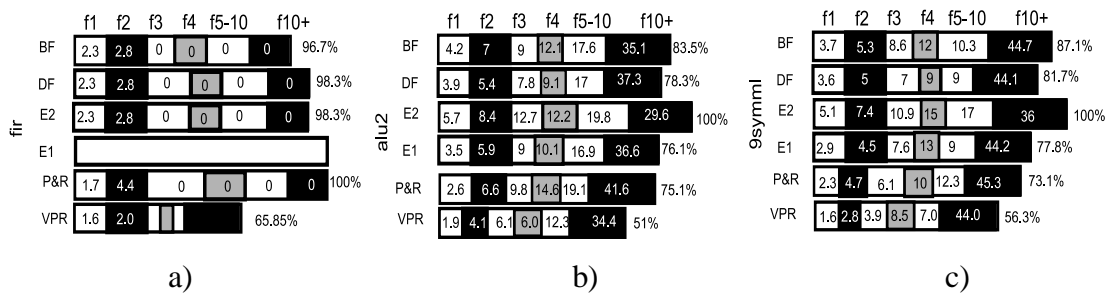 f1 f2 f3 f4 f5-10 f10+
BF 2.3 2.8 0 0 0 0 96.7%
DF 2.3 2.8 0 0 0 0 98.3%
E2 2.3 2.8 0 0 0 0 98.3%
E1
P&R 1.7 4.4 0 0 0 0 100%
VPR 1.6 2.0 65.85%
fir
a)
f1 f2 f3 f4 f5-10 f10+
BF 4.2 7 9 12.1 17.6 35.1 83.5%
DF 3.9 5.4 7.8 9.1 17 37.3 78.3%
E2 5.7 8.4 12.7 12.2 19.8 29.6 100%
E1 3.5 5.9 9 10.1 16.9 36.6 76.1%
P&R 2.6 6.6 9.8 14.6 19.1 41.6 75.1%
VPR 1.9 4.1 6.1 6.0 12.3 34.4 51%
alu2
b)
f1 f2 f3 f4 f5-10 f10+
BF 3.7 5.3 8.6 12 10.3 44.7 87.1%
DF 3.6 5 7 9 9 44.1 81.7%
E2 5.1 7.4 10.9 15 17 36 100%
E1 2.9 4.5 7.6 13 9 44.2 77.8%
P&R 2.3 4.7 6.1 10 12.3 45.3 73.1%
VPR 1.6 2.8 3.9 8.5 7.0 44.0 56.3%
9symml
c)